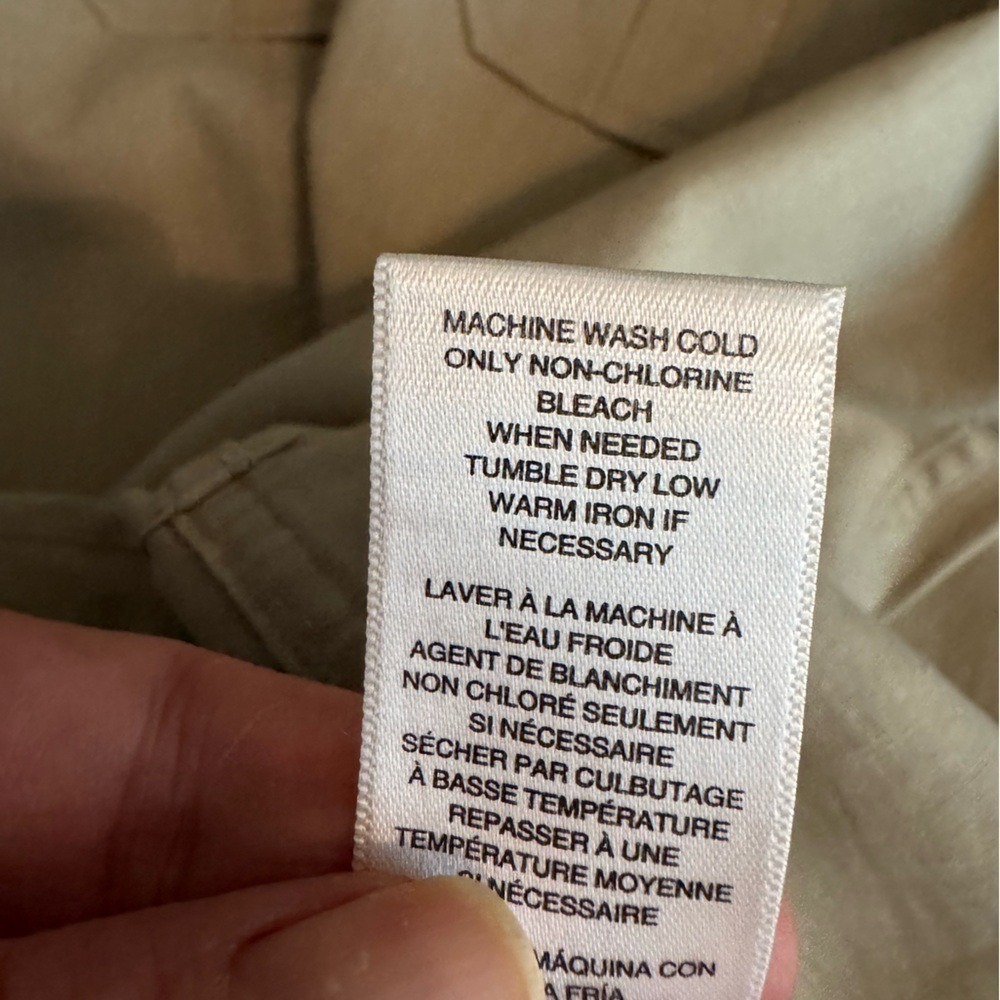 MACHINE WASH COLD
ONLY NON-CHLORINE
BLEACH
WHEN NEEDED
TUMBLE DRY LOW
WARM IRON IF
NECESSARY
LAVER À LA MACHINE À
L'EAU FROIDE
AGENT DE BLANCHIMENT
NON CHLORÉ SEULEMENT
SI NÉCESSAIRE
SÉCHER PAR CULBUTAGE
À BASSE TEMPÉRATURE
REPASSER À UNE
TEMPÉRATURE MOYENNE
SI NÉCESSAIRE
MÁQUINA CON
FRÍA